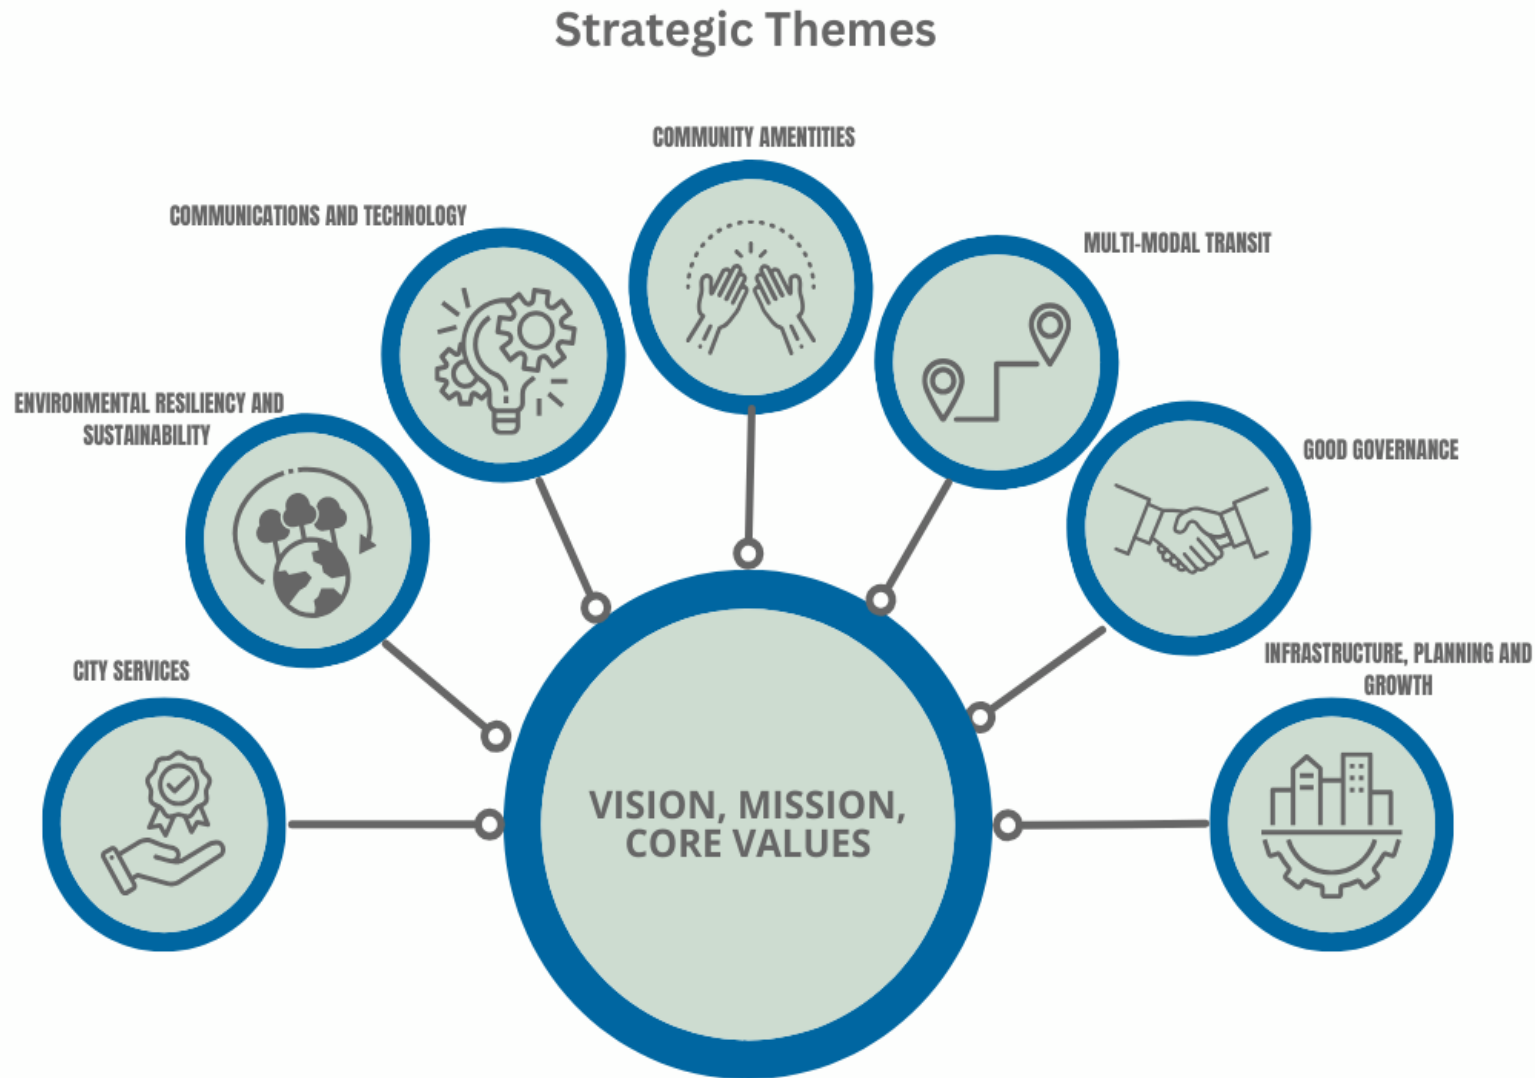 Strategic Themes
COMMUNITY AMENTITIES
COMMUNICATIONS AND TECHNOLOGY
MULTI-MODAL TRANSIT
ENVIRONMENTAL RESILIENCY AND
SUSTAINABILITY
GOOD GOVERNANCE
CITY SERVICES
INFRASTRUCTURE, PLANNING AND
GROWTH
VISION, MISSION,
CORE VALUES